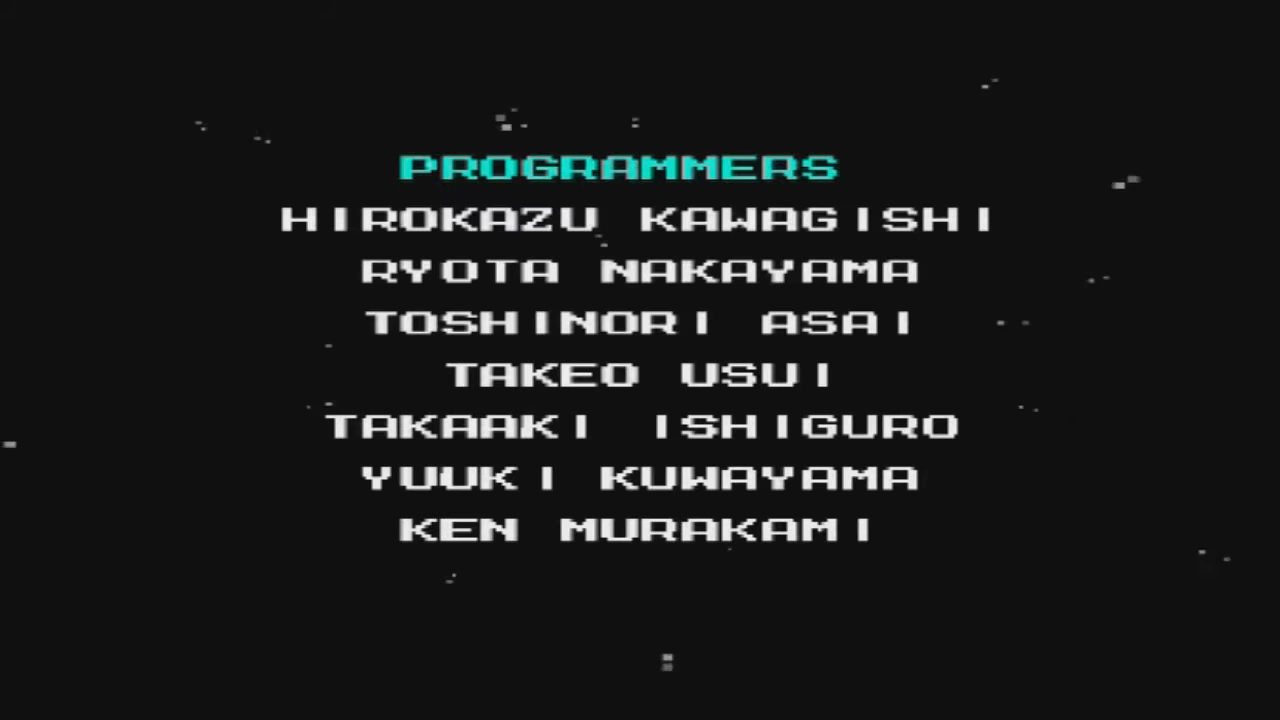 PROGRAMMERS
HIROKAZU KAWAGISHI
RYOTA NAKAYAMA
TOSHINORI ASAI
TAKEO USUI
TAKAAKI ISHIGURO
YUUKI KUWAYAMA
KEN MURAKAMI